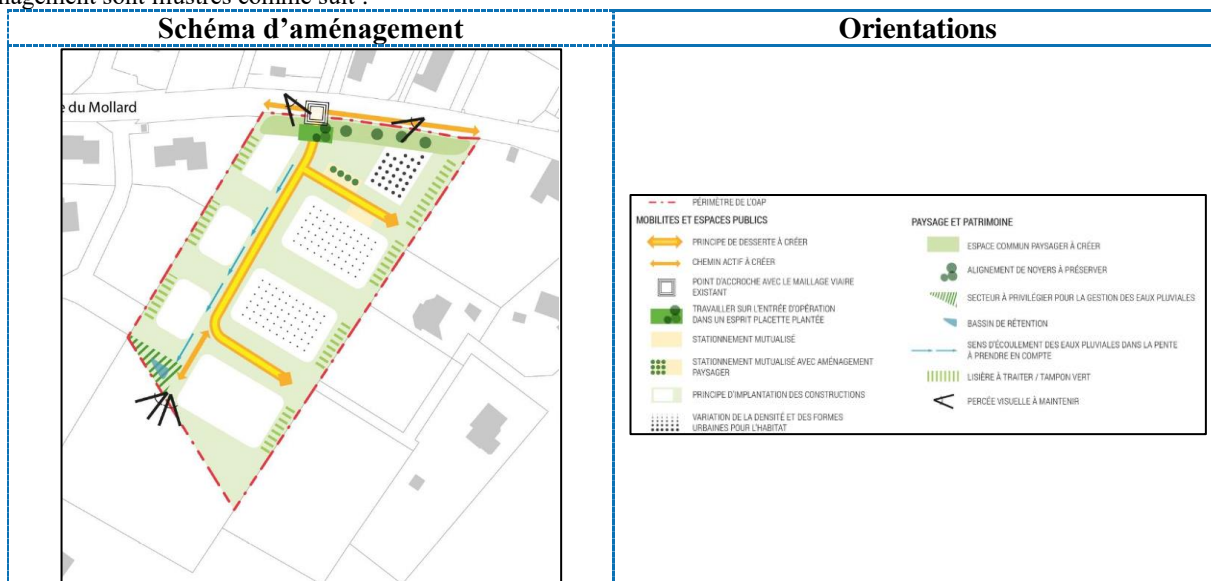 nagement sont illustrés comme suit :
Schéma d'aménagement
Orientations
du Mollard
PÉRIMÈTRE DE L'OAP
MOBILITES ET ESPACES PUBLICS
PRINCIPE DE DESSERTE À CRÉER
CHEMIN ACTIF À CRÉER
POINT D'ACCROCHE AVEC LE MAILLAGE VIAIRE
EXISTANT
TRAVAILLER SUR L'ENTRÉE D'OPÉRATION
DANS UN ESPRIT PLACETTE PLANTÉE
STATIONNEMENT MUTUALISÉ
STATIONNEMENT MUTUALISÉ AVEC AMÉNAGEMENT
PAYSAGER
PRINCIPE D'IMPLANTATION DES CONSTRUCTIONS
VARIATION DE LA DENSITÉ ET DES FORMES
URBAINES POUR L'HABITAT
PAYSAGE ET PATRIMOINE
ESPACE COMMUN PAYSAGER À CRÉER
ALIGNEMENT DE NOYERS À PRÉSERVER
SECTEUR À PRIVILÉGIER POUR LA GESTION DES EAUX PLUVIALES
BASSIN DE RÉTENTION
SENS D'ÉCOULEMENT DES EAUX PLUVIALES DANS LA PENTE
À PRENDRE EN COMPTE
LISIÈRE À TRAITER / TAMPON VERT
PERCÉE VISUELLE À MAINTENIR